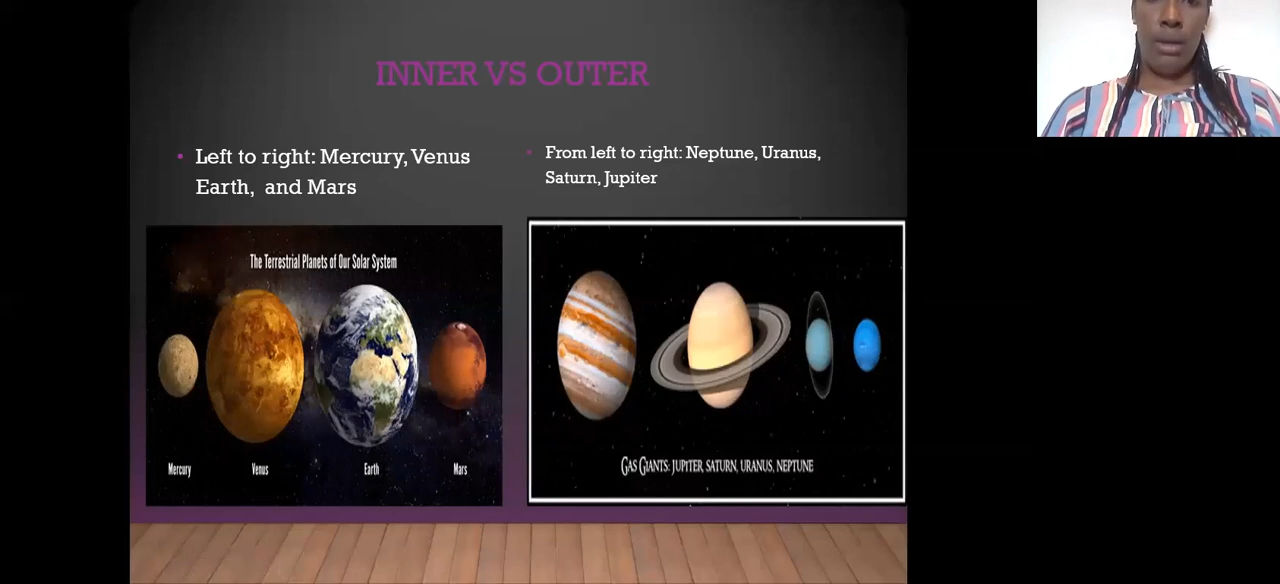 INNER VS OUTER
• Left to right: Mercury, Venus
Earth, and Mars
• From left to right: Neptune, Uranus,
Saturn, Jupiter
The Terrestrial Planets of Our Solar System
Mercury Venus Earth Mars
GAS GIANTS: JUPITER, SATURN, URANUS, NEPTUNE